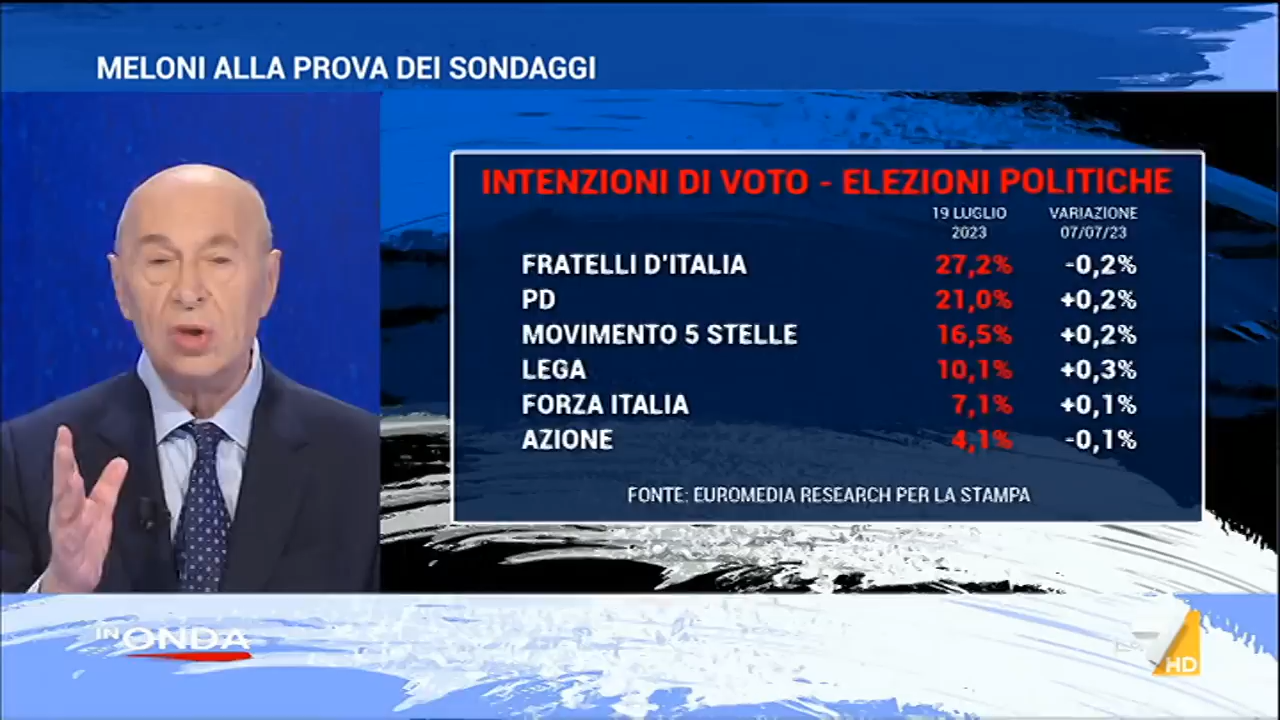 MELONI ALLA PROVA DEI SONDAGGI
INTENZIONI DI VOTO - ELEZIONI POLITICHE
19 LUGLIO 2023 VARIAZIONE 07/07/23
FRATELLI D'ITALIA 27,2% -0,2%
PD 21,0% +0,2%
MOVIMENTO 5 STELLE 16,5% +0,2%
LEGA 10,1% +0,3%
FORZA ITALIA 7,1% +0,1%
AZIONE 4,1% -0,1%
FONTE: EUROMEDIA RESEARCH PER LA STAMPA
IN ONDA
HD